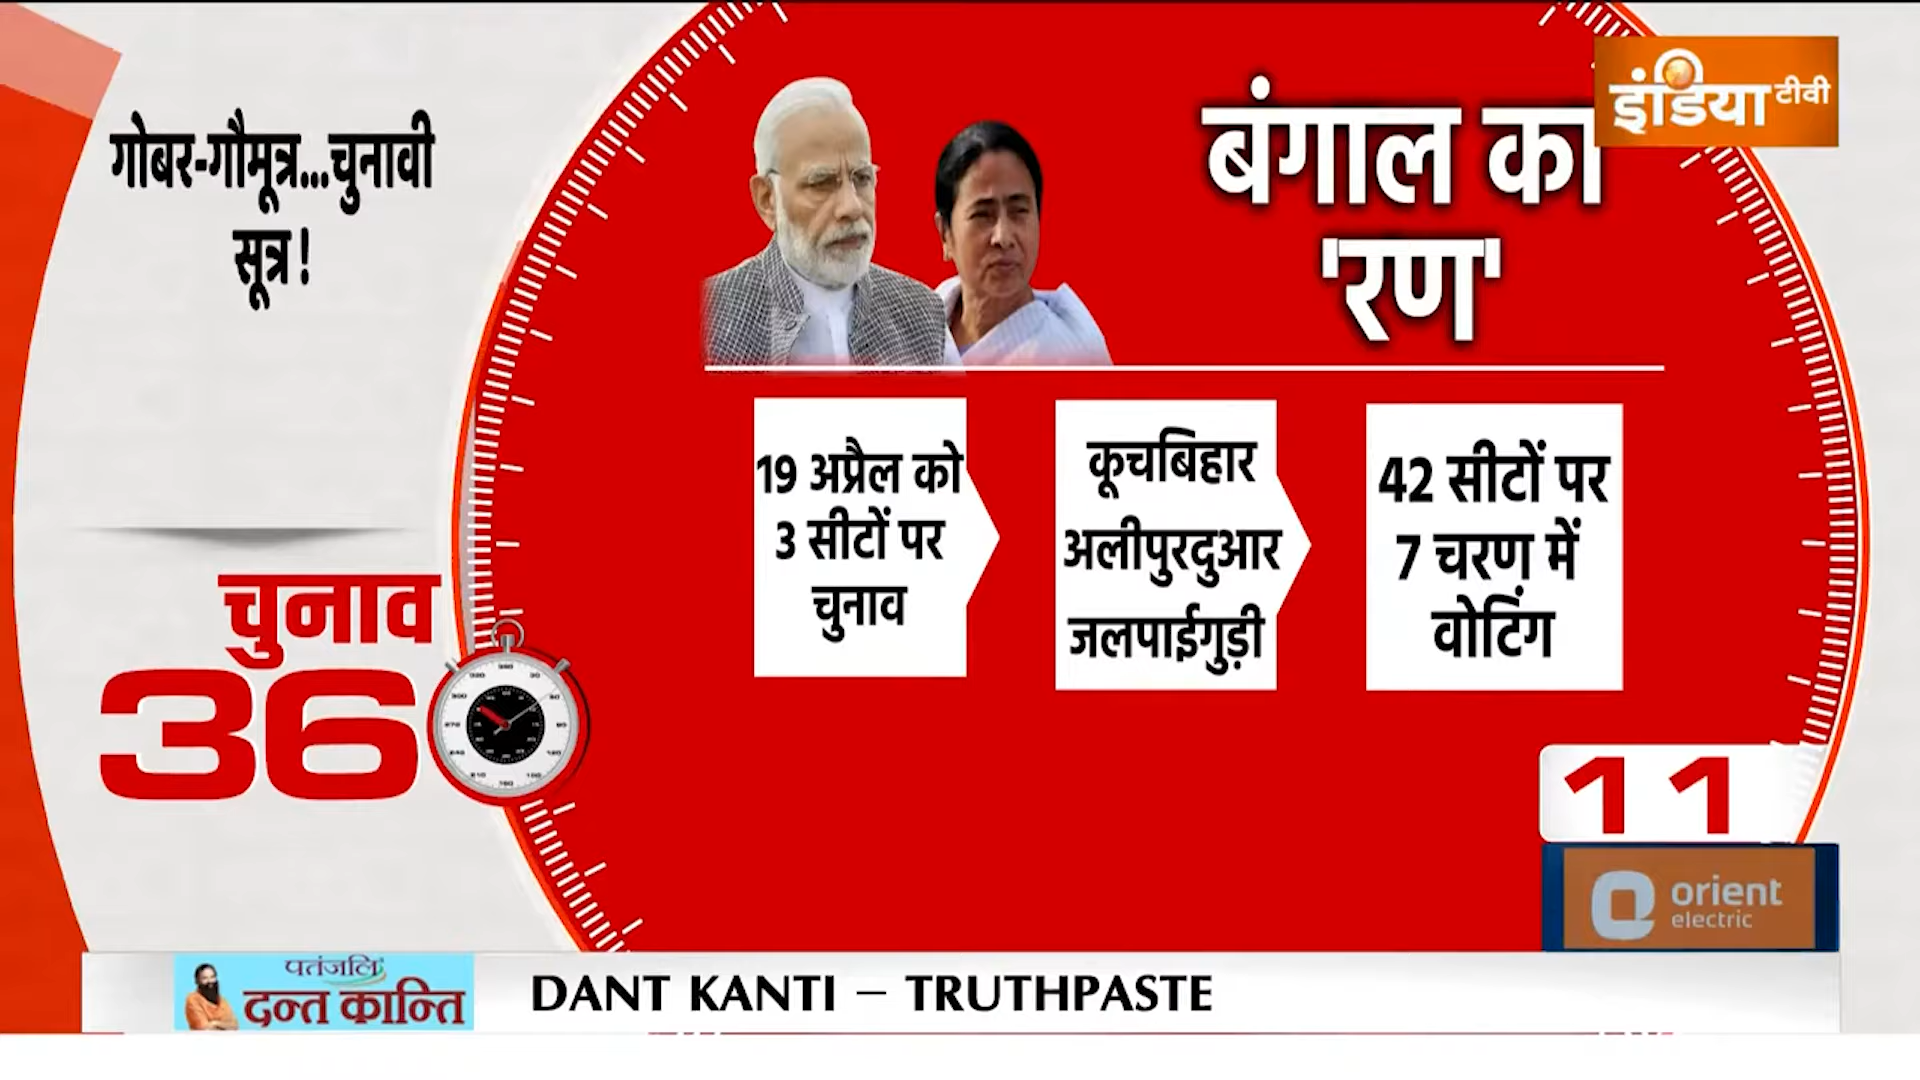 गोबर-गौमूत्र...चुनावी
सूत्र!
बंगाल का
'रण'
इंडिया टीवी
19 अप्रैल को
3 सीटों पर
चुनाव
कूचबिहार
अलीपुरदुआर
जलपाईगुड़ी
42 सीटों पर
7 चरण में
वोटिंग
चुनाव
36
11
orient
electric
पतंजलि
दन्त कान्ति
DANT KANTI – TRUTHPASTE